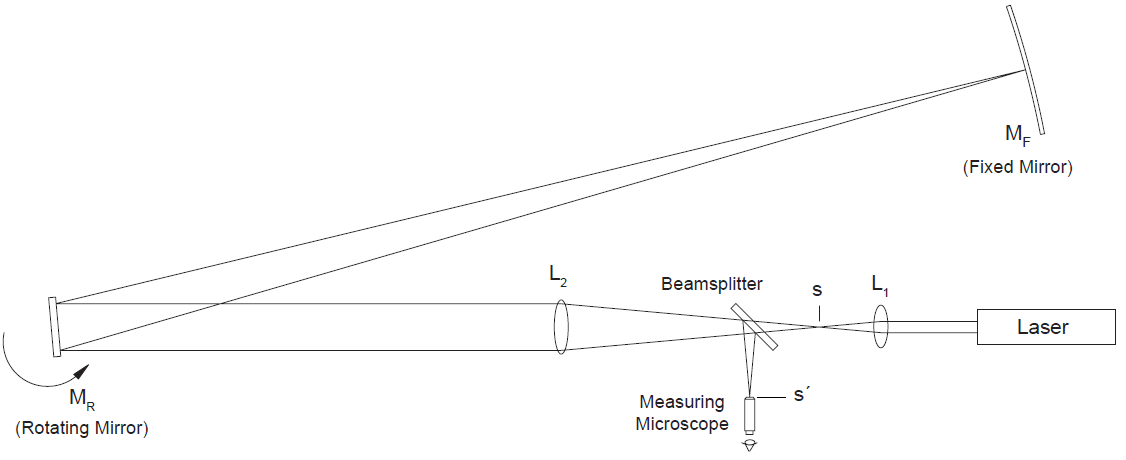 M_F
(Fixed Mirror)
L_2
Beamsplitter
s
L_1
Laser
M_R
(Rotating Mirror)
Measuring
Microscope
s´